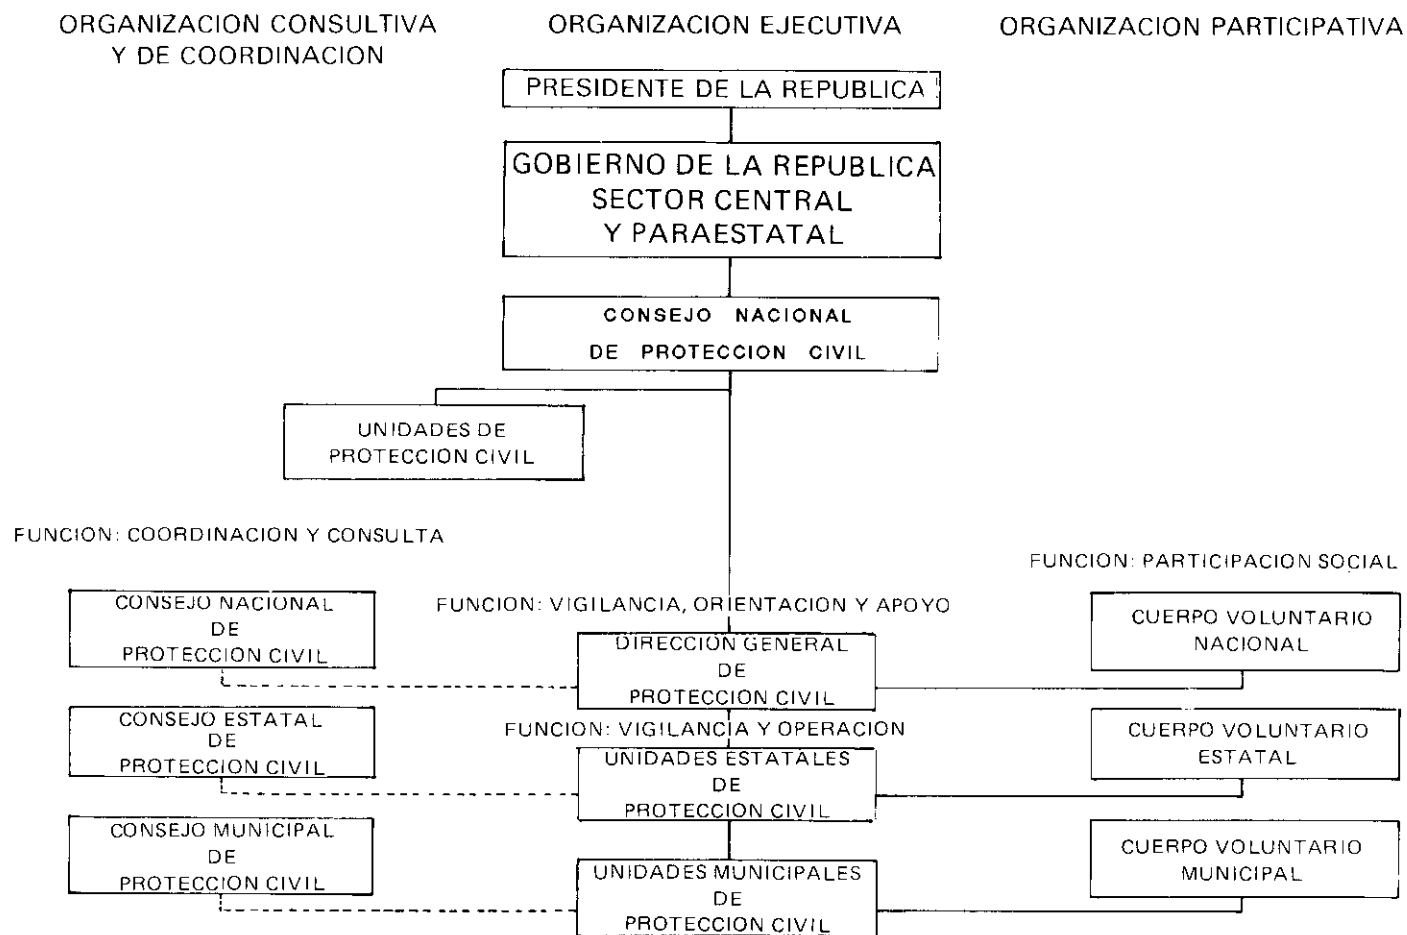 ORGANIZACION CONSULTIVA
Y DE COORDINACION
ORGANIZACION EJECUTIVA
ORGANIZACION PARTICIPATIVA
PRESIDENTE DE LA REPUBLICA
GOBIERNO DE LA REPUBLICA
SECTOR CENTRAL
Y PARAESTATAL
CONSEJO NACIONAL
DE PROTECCION CIVIL
UNIDADES DE
PROTECCION CIVIL
FUNCION: COORDINACION Y CONSULTA
FUNCION: PARTICIPACION SOCIAL
CONSEJO NACIONAL
DE
PROTECCION CIVIL
FUNCION: VIGILANCIA, ORIENTACION Y APOYO
DIRECCION GENERAL
DE
PROTECCION CIVIL
CUERPO VOLUNTARIO
NACIONAL
CONSEJO ESTATAL
DE
PROTECCION CIVIL
FUNCION: VIGILANCIA Y OPERACION
UNIDADES ESTATALES
DE
PROTECCION CIVIL
CUERPO VOLUNTARIO
ESTATAL
CONSEJO MUNICIPAL
DE
PROTECCION CIVIL
UNIDADES MUNICIPALES
DE
PROTECCION CIVIL
CUERPO VOLUNTARIO
MUNICIPAL